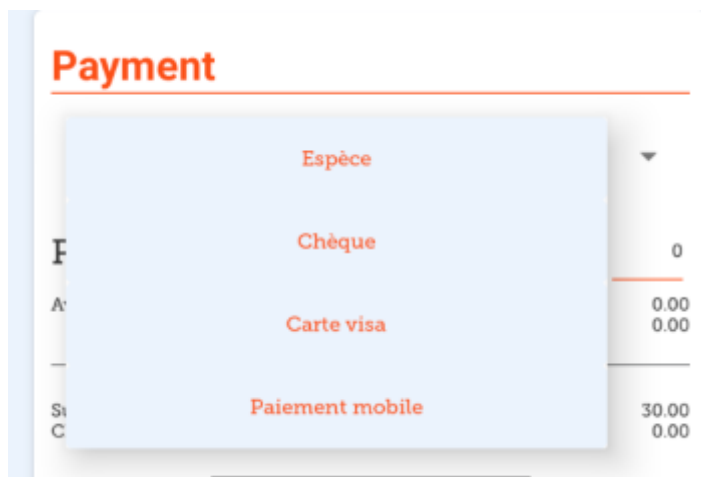 Payment
Espèce
Chèque
0
Carte visa
0.00
0.00
Paiement mobile
30.00
0.00